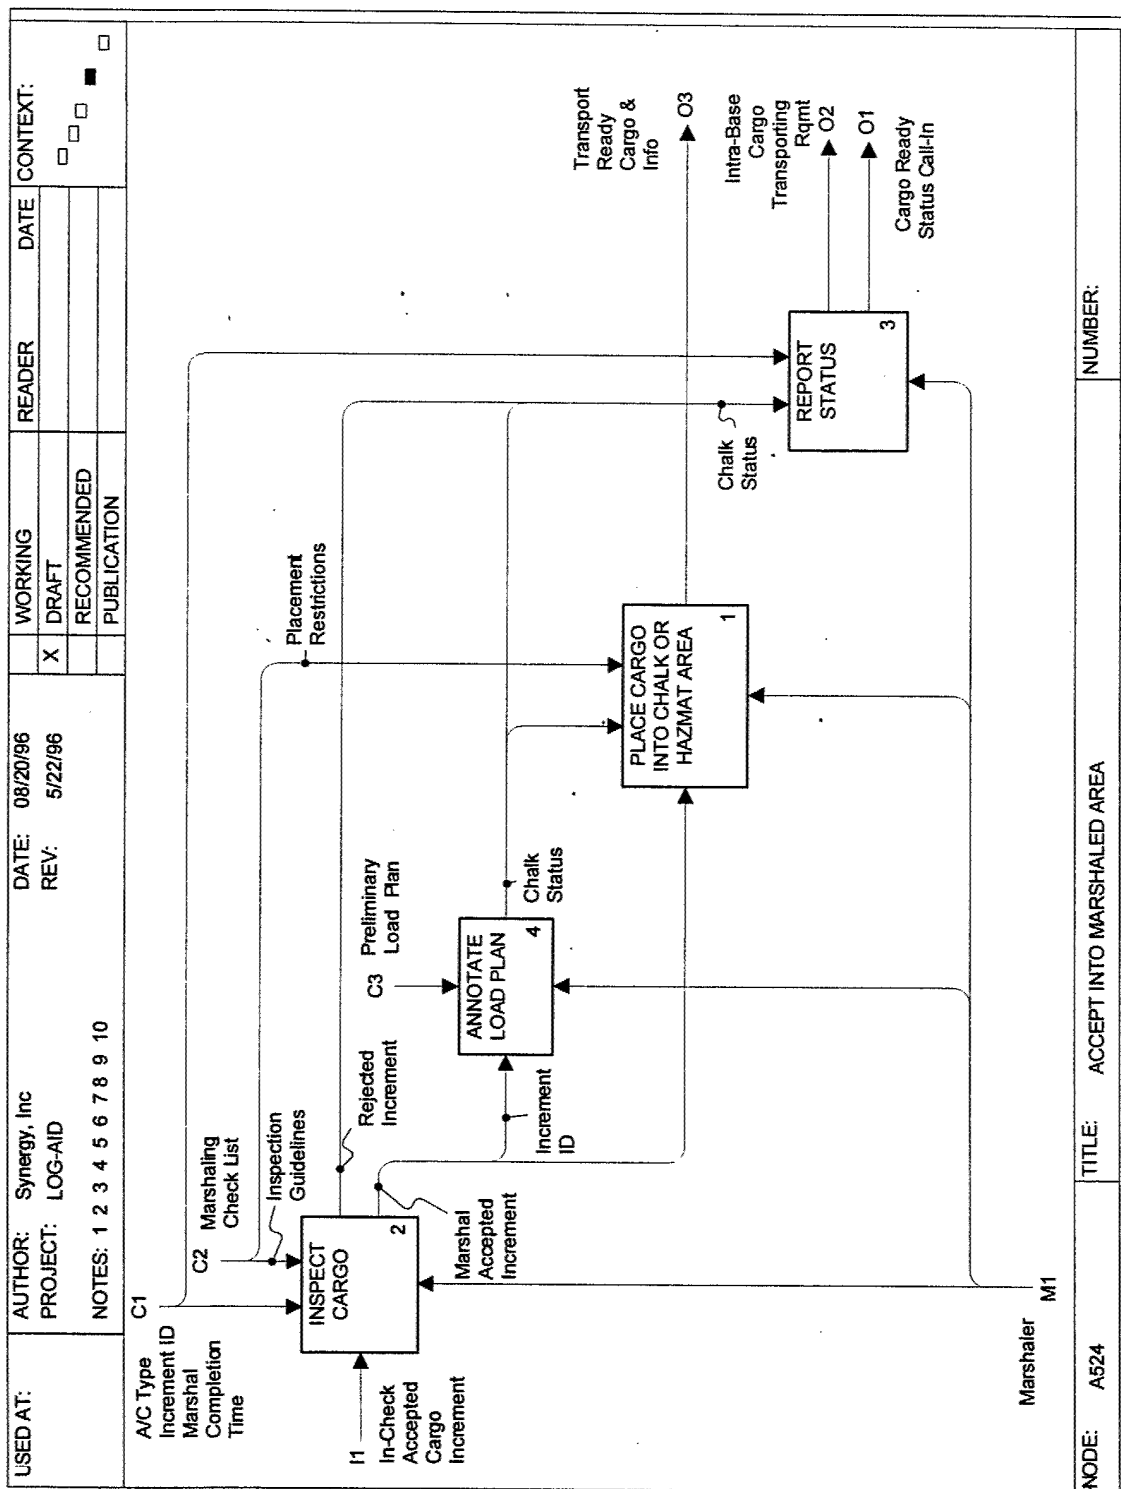 USED AT:
AUTHOR: Synergy, Inc
PROJECT: LOG-AID
NOTES: 1 2 3 4 5 6 7 8 9 10
DATE: 08/20/96
REV: 5/22/96
WORKING
X DRAFT
RECOMMENDED
PUBLICATION
READER
DATE
CONTEXT:
C1
A/C Type
Increment ID
Marshal
Completion
Time
C2
Marshaling
Check List
Inspection
Guidelines
Placement
Restrictions
I1
In-Check
Accepted
Cargo
Increment
INSPECT
CARGO
2
Rejected
Increment
Marshal
Accepted
Increment
Increment
ID
C3
Preliminary
Load Plan
ANNOTATE
LOAD PLAN
4
Chalk
Status
PLACE CARGO
INTO CHALK OR
HAZMAT AREA
1
Chalk
Status
REPORT
STATUS
3
Transport
Ready
Cargo &
Info
O3
Intra-Base
Cargo
Transporting
Rqmt
O2
O1
Cargo Ready
Status Call-In
Marshaler
M1
NODE: A524
TITLE: ACCEPT INTO MARSHALED AREA
NUMBER: